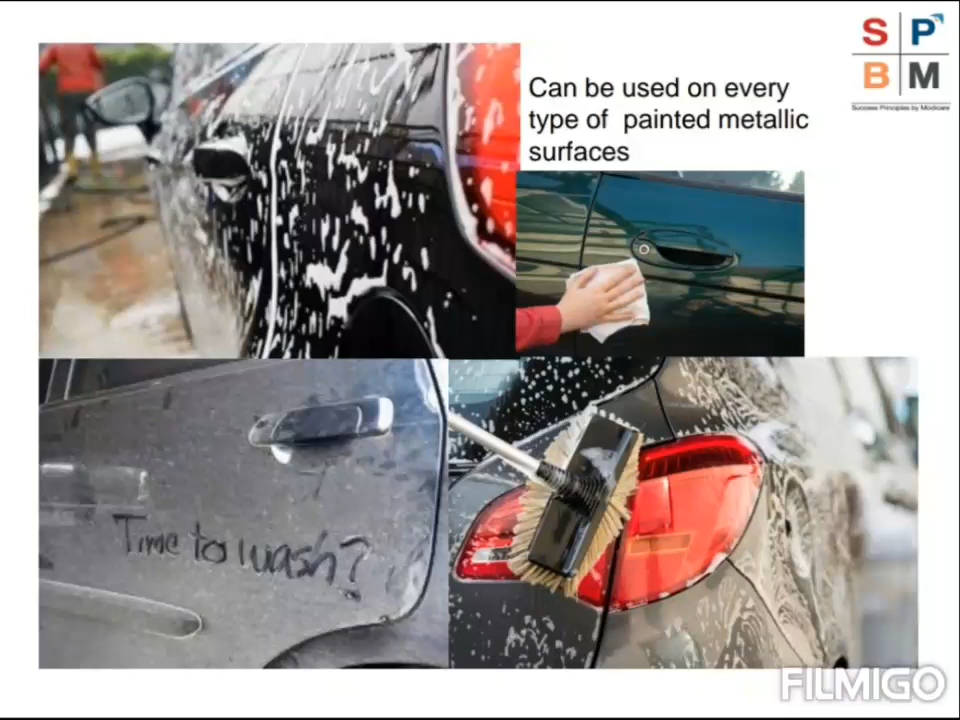 S P
B M
Success Principles by Modicare
Can be used on every
type of painted metallic
surfaces
Time to wash?
FILMIGO